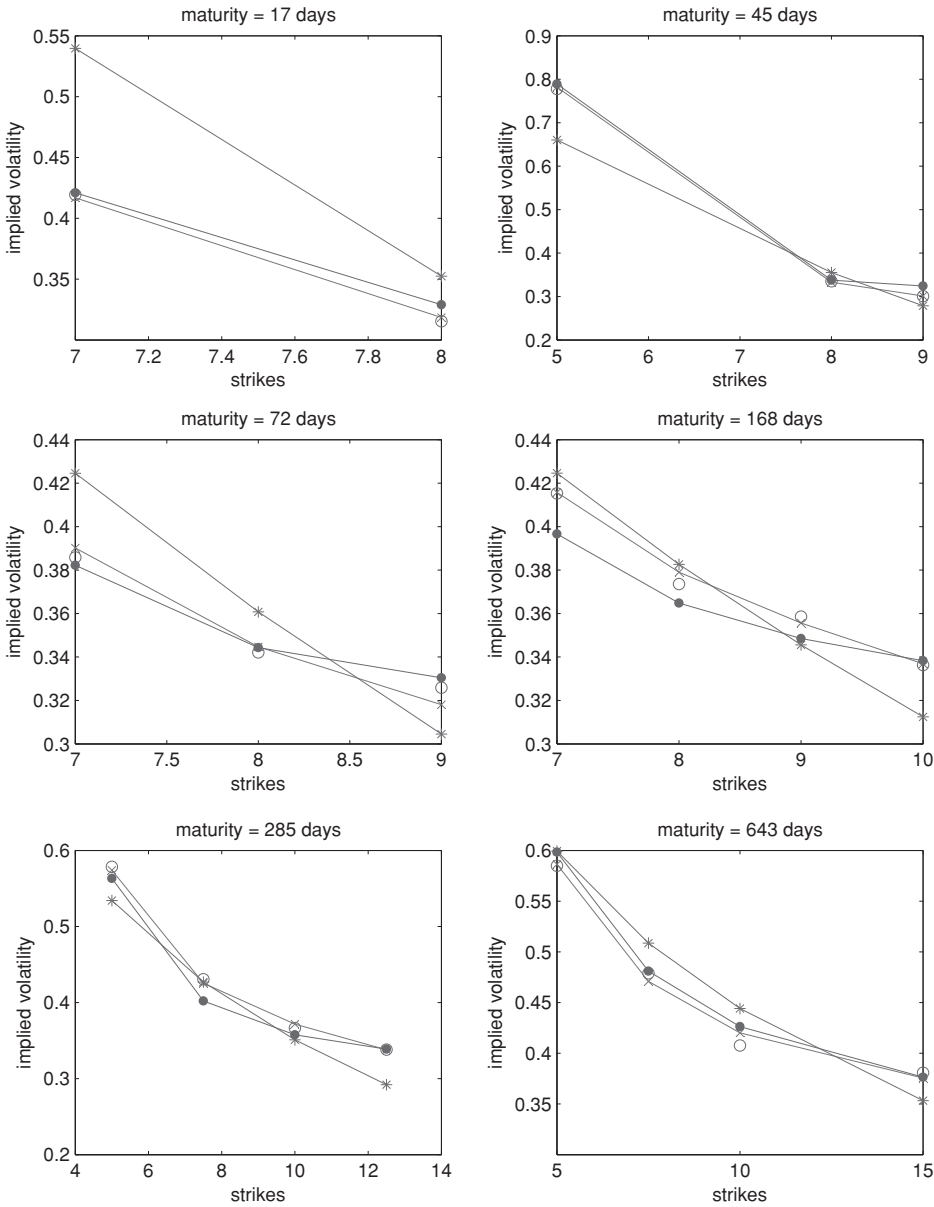 maturity = 17 days
0.55
0.5
0.45
0.4
0.35
implied volatility
7 7.2 7.4 7.6 7.8 8
strikes
maturity = 45 days
0.9
0.8
0.7
0.6
0.5
0.4
0.3
0.2
implied volatility
5 6 7 8 9
strikes
maturity = 72 days
0.44
0.42
0.4
0.38
0.36
0.34
0.32
0.3
implied volatility
7 7.5 8 8.5 9
strikes
maturity = 168 days
0.44
0.42
0.4
0.38
0.36
0.34
0.32
0.3
implied volatility
7 8 9 10
strikes
maturity = 285 days
0.6
0.5
0.4
0.3
0.2
implied volatility
4 6 8 10 12 14
strikes
maturity = 643 days
0.6
0.55
0.5
0.45
0.4
0.35
implied volatility
5 10 15
strikes